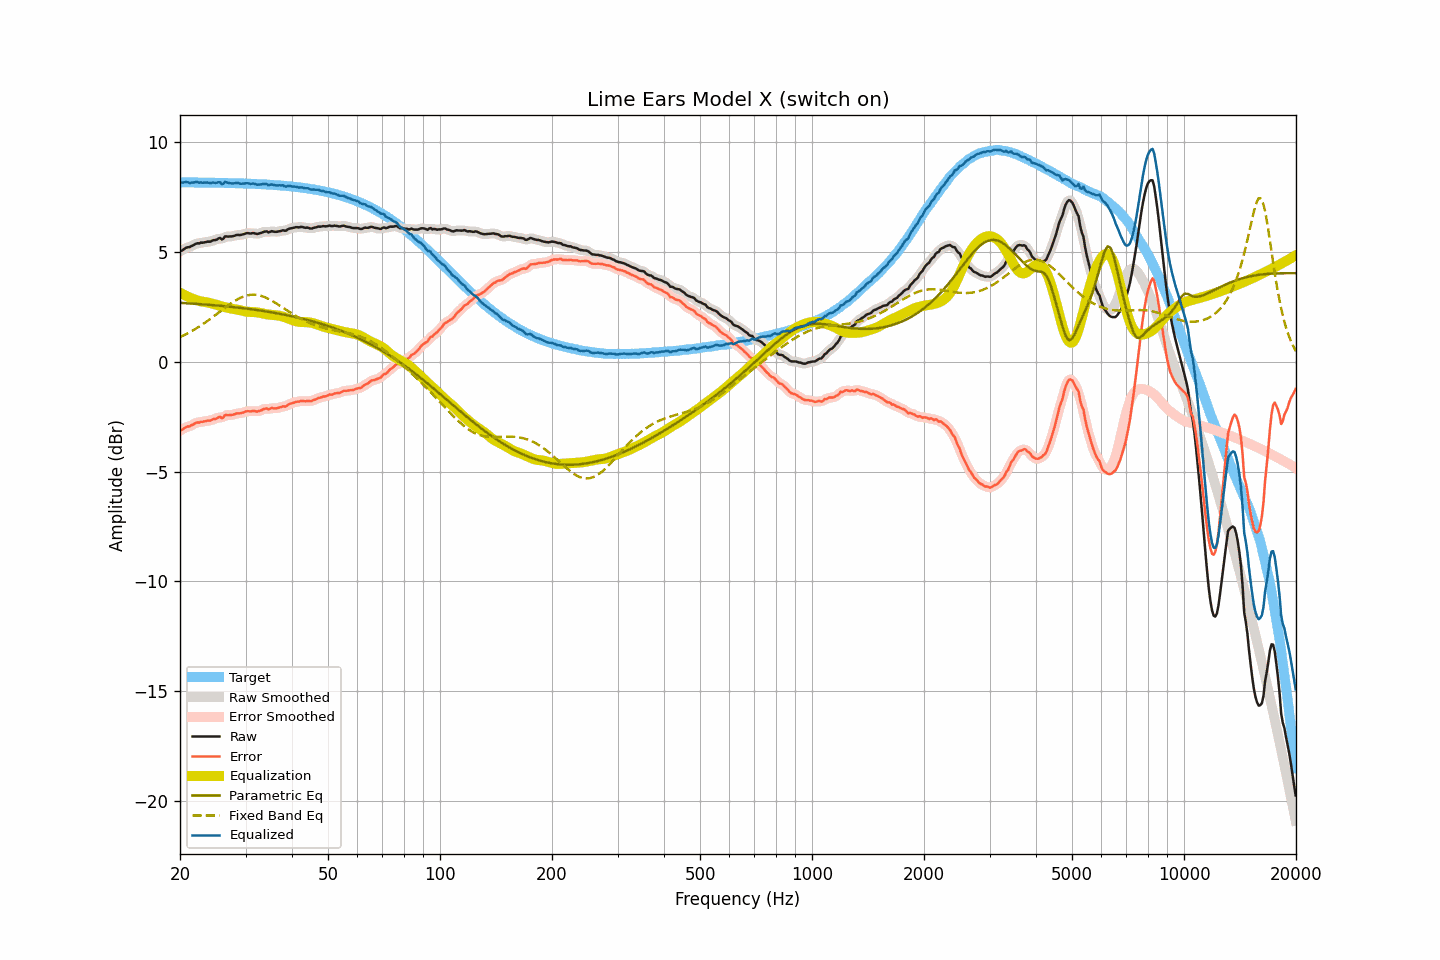 Lime Ears Model X (switch on)
Amplitude (dBr)
10
5
0
−5
−10
−15
−20
Target
Raw Smoothed
Error Smoothed
Raw
Error
Equalization
Parametric Eq
Fixed Band Eq
Equalized
20
50
100
200
500
1000
2000
5000
10000
20000
Frequency (Hz)